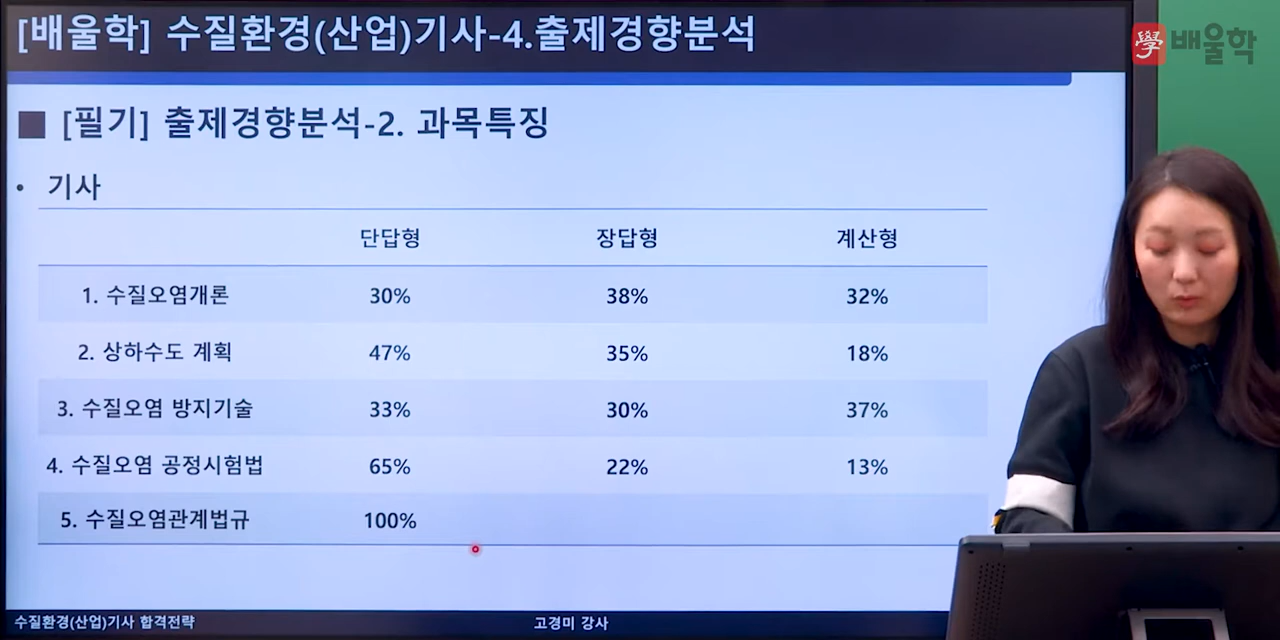 [배울학] 수질환경(산업)기사-4.출제경향분석
學 배울학
■ [필기] 출제경향분석-2. 과목특징
• 기사
단답형 장답형 계산형
1. 수질오염개론 30% 38% 32%
2. 상하수도 계획 47% 35% 18%
3. 수질오염 방지기술 33% 30% 37%
4. 수질오염 공정시험법 65% 22% 13%
5. 수질오염관계법규 100%
수질환경(산업)기사 합격전략 고경미 강사